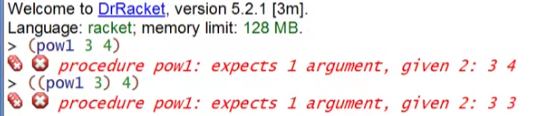 Welcome to DrRacket, version 5.2.1 [3m].
Language: racket; memory limit: 128 MB.
> (pow1 3 4)
procedure pow1: expects 1 argument, given 2: 3 4
> ((pow1 3) 4)
procedure pow1: expects 1 argument, given 2: 3 3